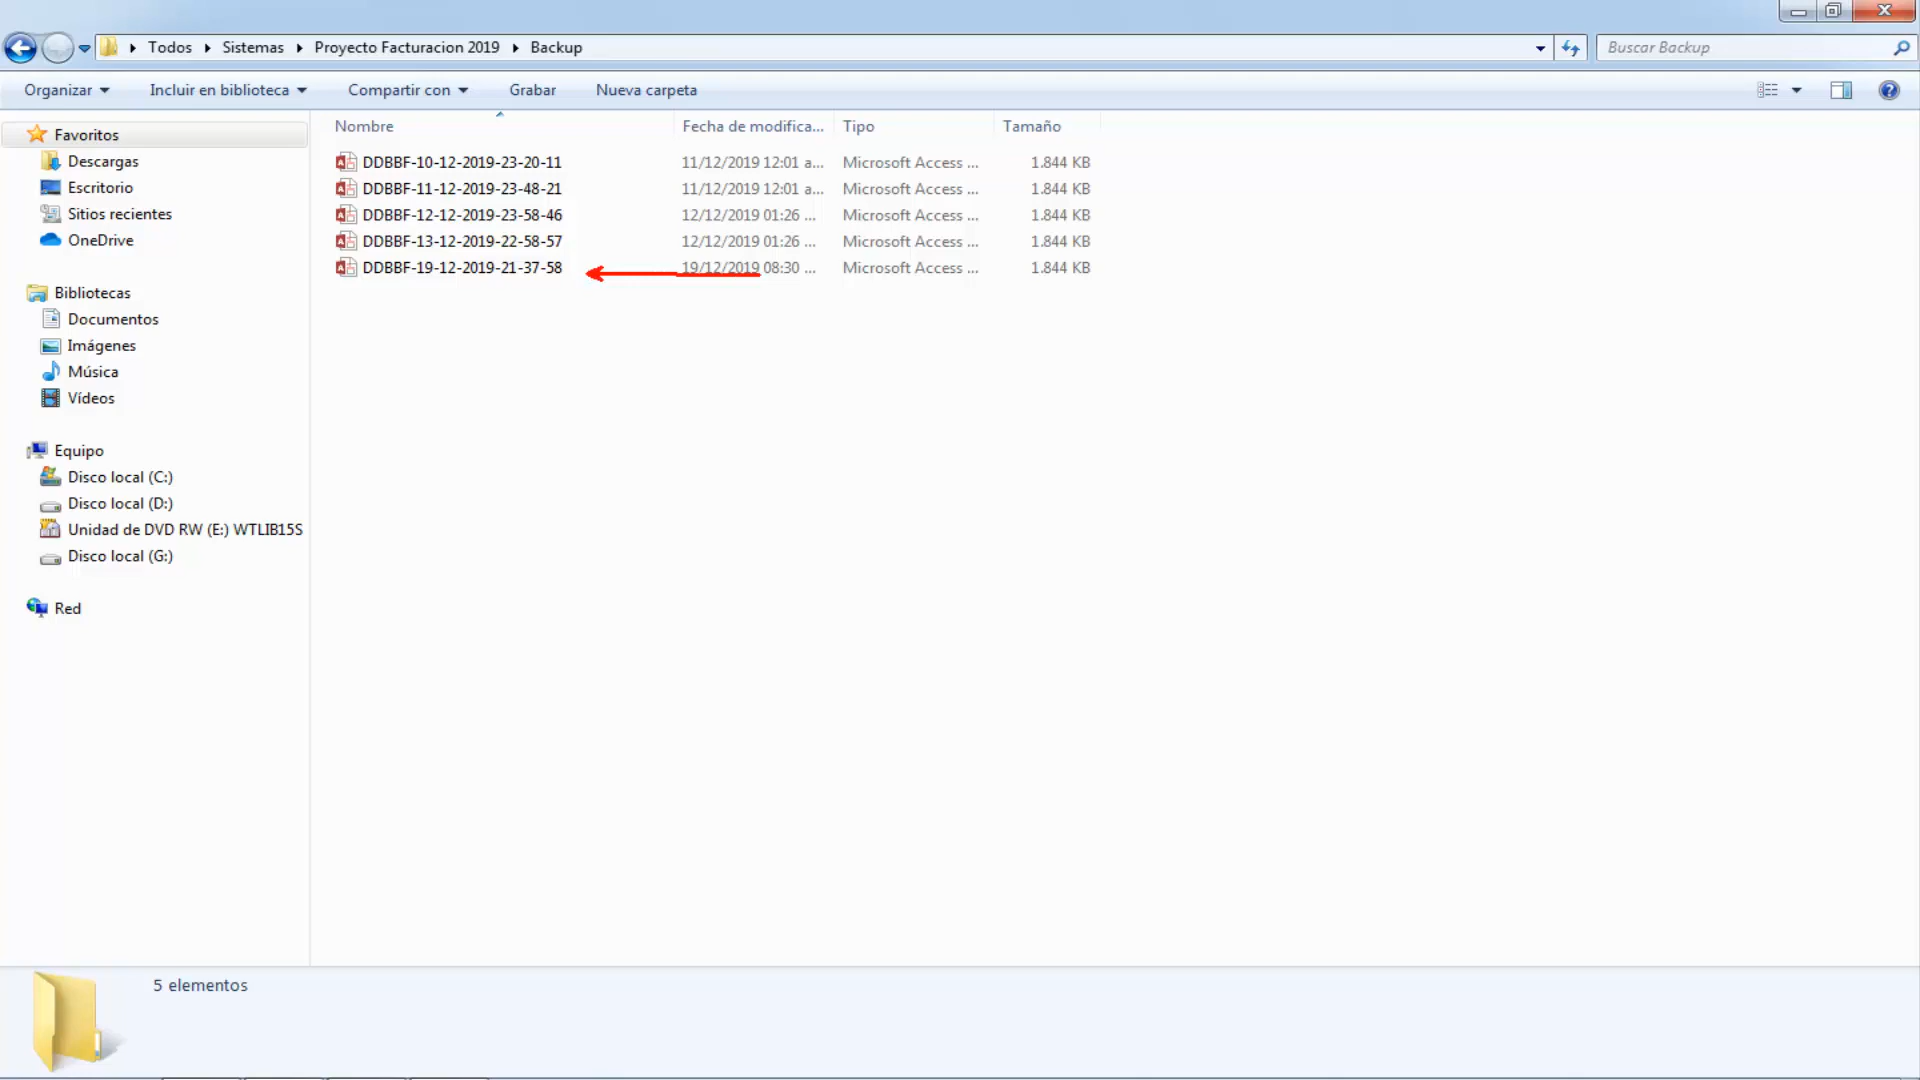 Todos Sistemas Proyecto Facturacion 2019 Backup
Buscar Backup
Organizar Incluir en biblioteca Compartir con Grabar Nueva carpeta
Nombre Fecha de modifica... Tipo Tamaño
DDBBF-10-12-2019-23-20-11 11/12/2019 12:01 a... Microsoft Access ... 1.844 KB
DDBBF-11-12-2019-23-48-21 11/12/2019 12:01 a... Microsoft Access ... 1.844 KB
DDBBF-12-12-2019-23-58-46 12/12/2019 01:26 ... Microsoft Access ... 1.844 KB
DDBBF-13-12-2019-22-58-57 12/12/2019 01:26 ... Microsoft Access ... 1.844 KB
DDBBF-19-12-2019-21-37-58 19/12/2019 08:30 ... Microsoft Access ... 1.844 KB
Favoritos
Descargas
Escritorio
Sitios recientes
OneDrive
Bibliotecas
Documentos
Imágenes
Música
Vídeos
Equipo
Disco local (C:)
Disco local (D:)
Unidad de DVD RW (E:) WTLIB15S
Disco local (G:)
Red
5 elementos